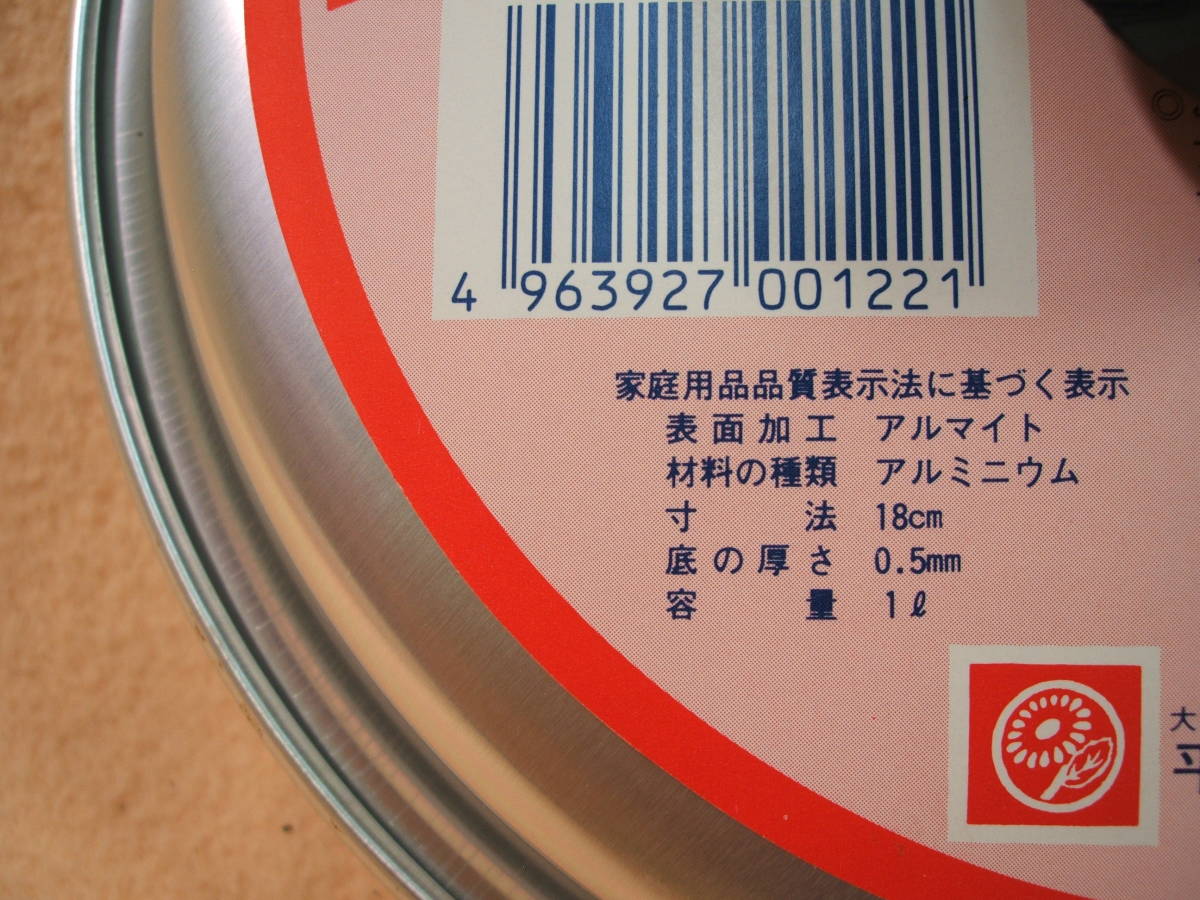 4 963927 001221
家庭用品品質表示法に基づく表示
表面加工 アルマイト
材料の種類 アルミニウム
寸法 18cm
底の厚さ 0.5mm
容量 1ℓ
大